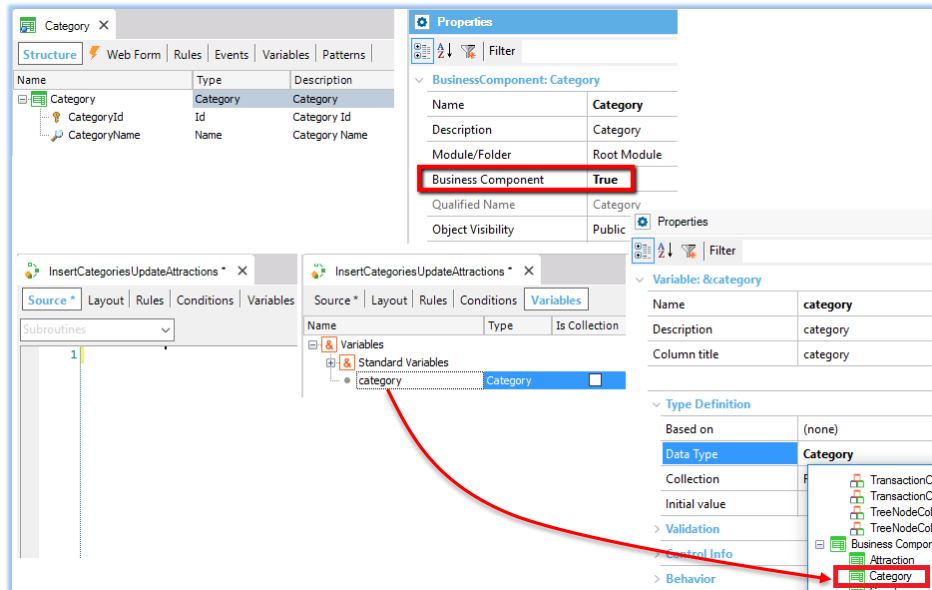 Category
Structure Web Form Rules Events Variables Patterns
Name Type Description
Category Category Category
CategoryId Id Category Id
CategoryName Name Category Name
Properties
Filter
BusinessComponent: Category
Name Category
Description Category
Module/Folder Root Module
Business Component True
Qualified Name Category
Object Visibility Public
InsertCategoriesUpdateAttractions *
Source * Layout Rules Conditions Variables
Subroutines
1
InsertCategoriesUpdateAttractions *
Source * Layout Rules Conditions Variables
Name Type Is Collection
& Variables
& Standard Variables
category Category
Properties
Filter
Variable: &category
Name category
Description category
Column title category
Type Definition
Based on (none)
Data Type Category
Collection F
Initial value
Validation
Control Info
Behavior
TransactionC
TransactionC
TreeNodeCol
TreeNodeCol
Business Compor
Attraction
Category